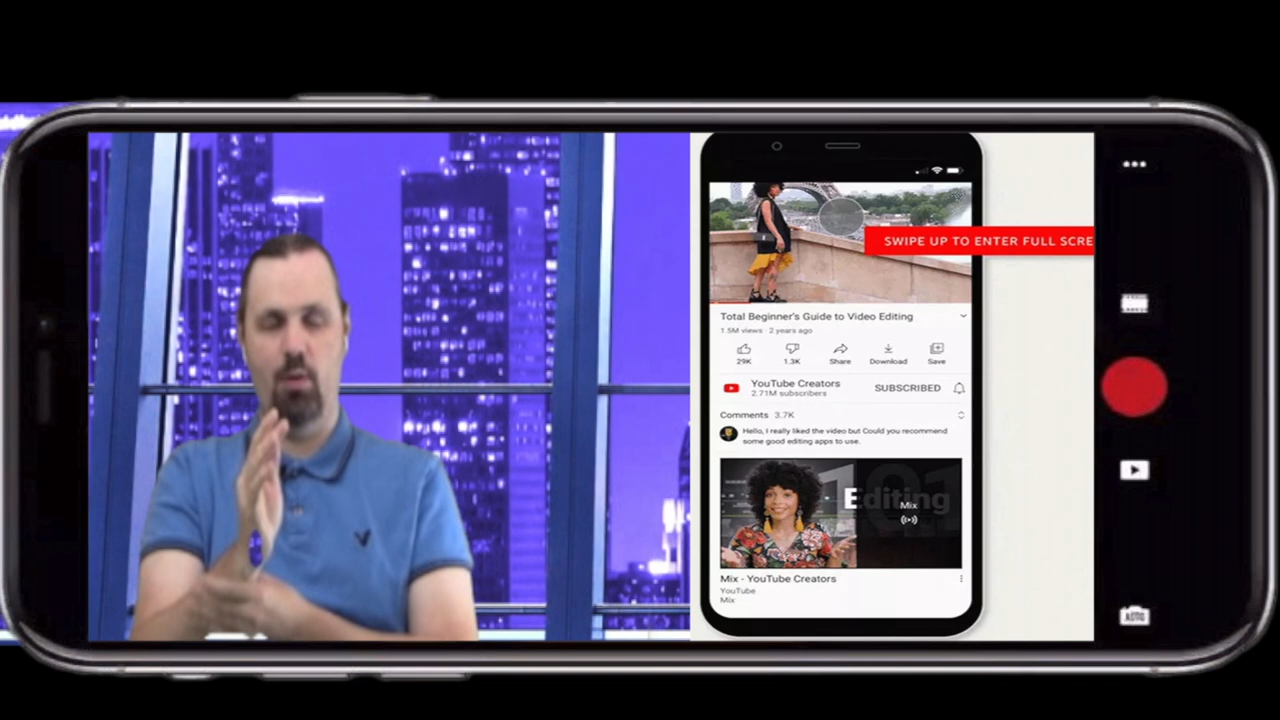 SWIPE UP TO ENTER FULL SCRE
Total Beginner's Guide to Video Editing
1.5M views · 2 years ago
29K
1.3K
Share
Download
Save
YouTube Creators
2.71M subscribers
SUBSCRIBED
Comments 3.7K
Hello, I really liked the video but Could you recommend
some good editing apps to use.
101
Editing
Mix
Mix - YouTube Creators
YouTube
Mix
AUTO